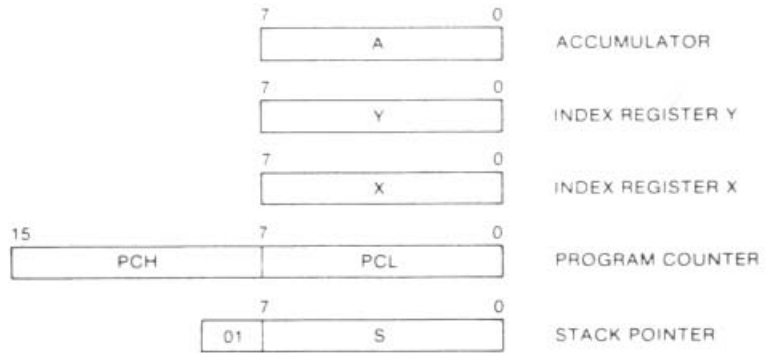 7 0
A ACCUMULATOR
7 0
Y INDEX REGISTER Y
7 0
X INDEX REGISTER X
15 7 0
PCH PCL PROGRAM COUNTER
7 0
01 S STACK POINTER